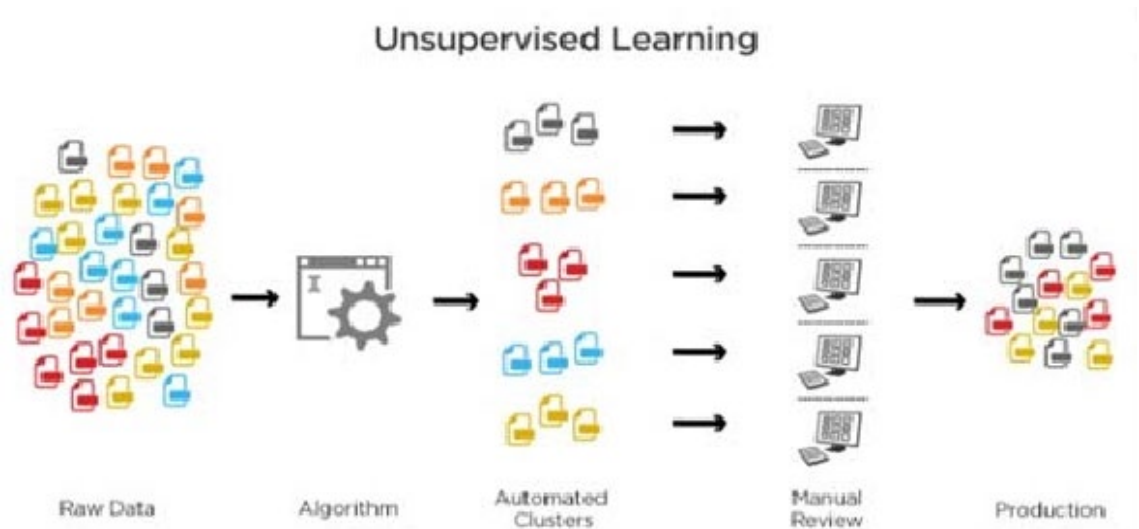 Unsupervised Learning
Raw Data
Algorithm
Automated
Clusters
Manual
Review
Production